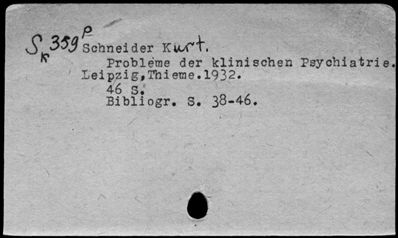 S K 359 P
Schneider Kurt.
Probleme der klinischen Psychiatrie.
Leipzig,Thieme.1932.
46 S.
Bibliogr. S. 38-46.